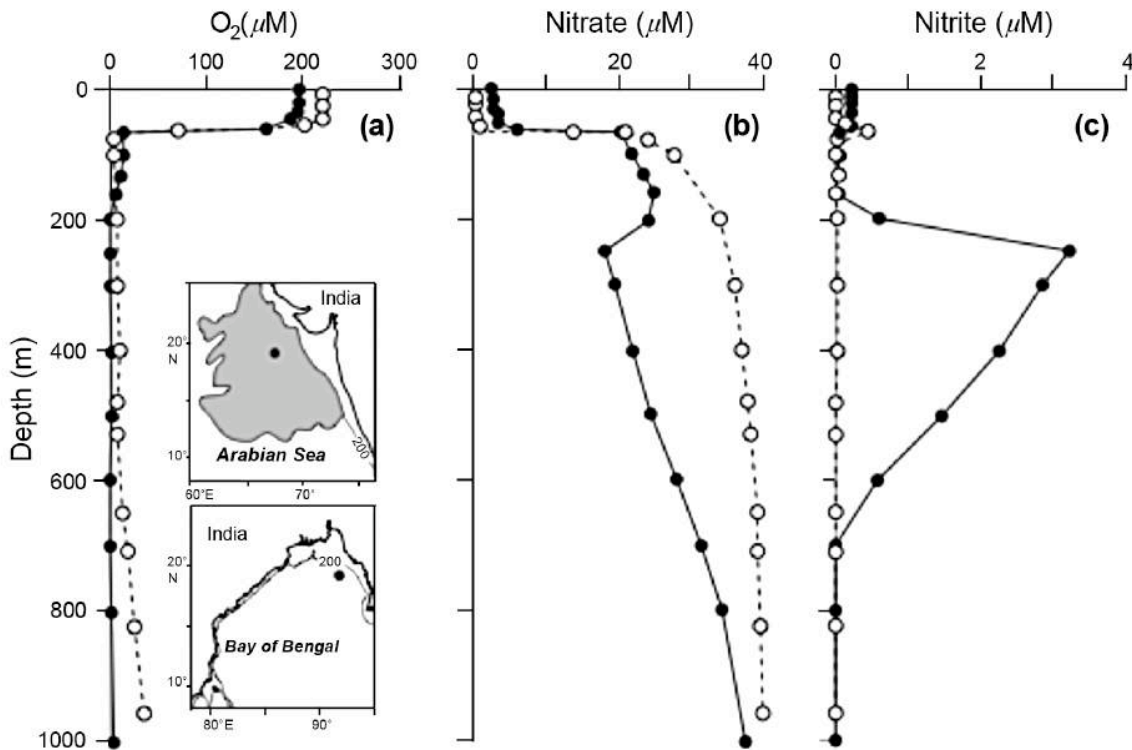 O₂(μM) Nitrate (μM) Nitrite (μM)
0 100 200 300 0 20 40 0 2 4
0
(a) (b) (c)
200
400
600
800
1000
Depth (m)
India
20°
N
10°
Arabian Sea
200
60°E 70°
India
200
20°
N
Bay of Bengal
10°
80°E 90°